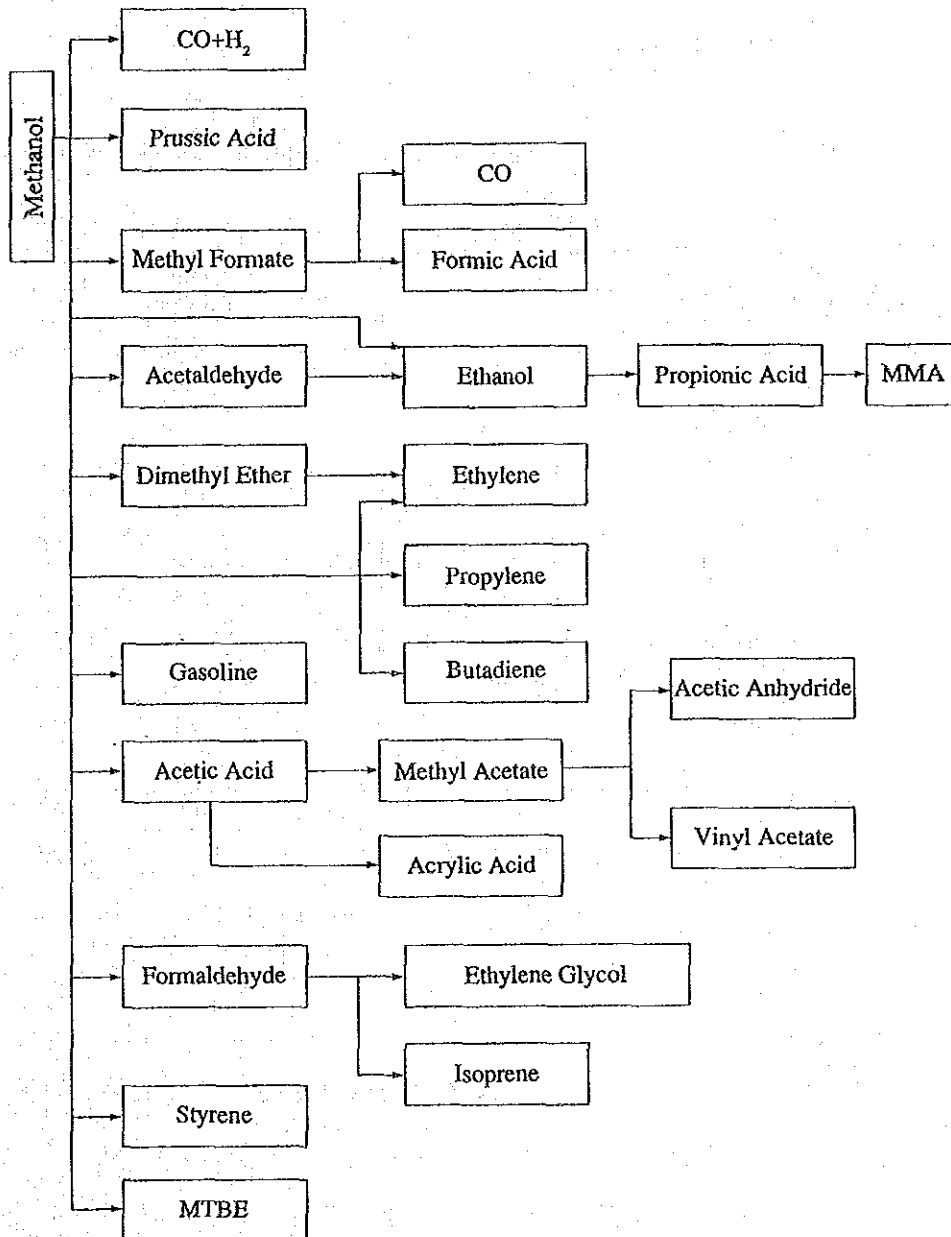 CO+H₂
Methanol
Prussic Acid
CO
Methyl Formate
Formic Acid
Acetaldehyde
Ethanol
Propionic Acid
MMA
Dimethyl Ether
Ethylene
Propylene
Gasoline
Butadiene
Acetic Anhydride
Acetic Acid
Methyl Acetate
Vinyl Acetate
Acrylic Acid
Formaldehyde
Ethylene Glycol
Isoprene
Styrene
MTBE